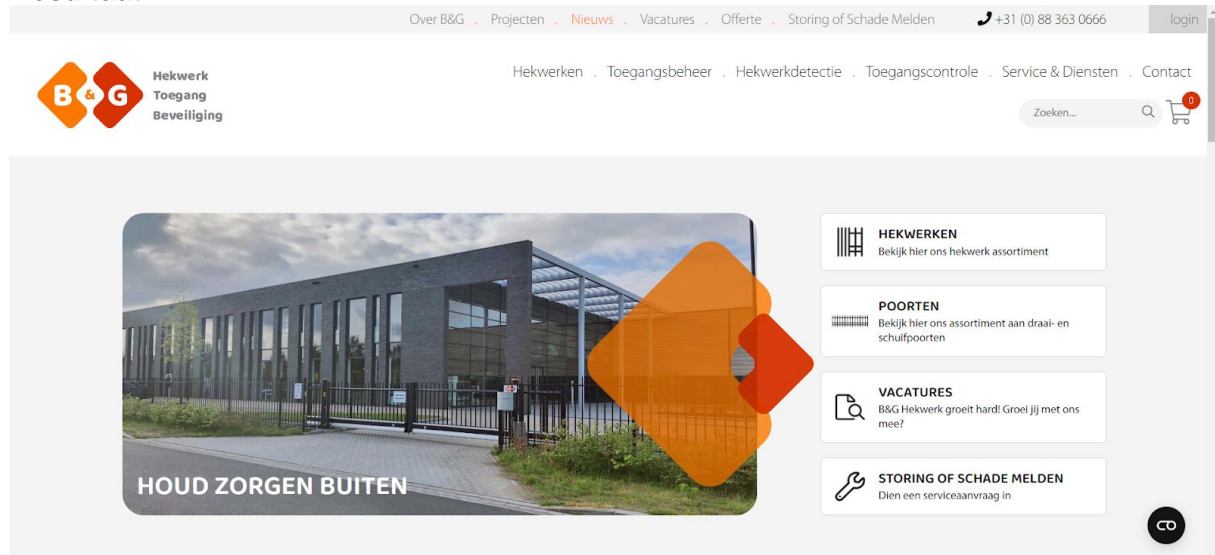 Over B&G . Projecten . Nieuws . Vacatures . Offerte . Storing of Schade Melden +31 (0) 88 363 0666 login
B & G
Hekwerk
Toegang
Beveiliging
Hekwerken . Toegangsbeheer . Hekwerkdetectie . Toegangscontrole . Service & Diensten . Contact
Zoeken...
0
HOUD ZORGEN BUITEN
HEKWERKEN
Bekijk hier ons hekwerk assortiment
POORTEN
Bekijk hier ons assortiment aan draai- en
schuifpoorten
VACATURES
B&G Hekwerk groeit hard! Groei jij met ons
mee?
STORING OF SCHADE MELDEN
Dien een serviceaanvraag in